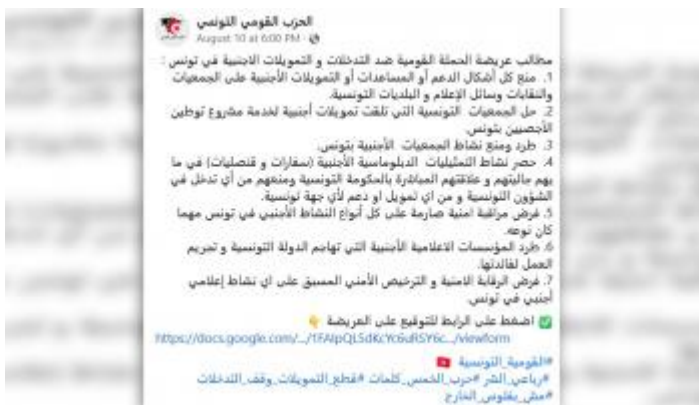 الحزب القومي التونسي
August 10 at 6:00 PM ·
مطالب عريضة الحملة القومية ضد التدخلات و التمويلات الاجنبية في تونس :
1. منع كل أشكال الدعم أو المساعدات أو التمويلات الأجنبية على الجمعيات
والنقابات وسائل الإعلام و البلديات التونسية.
2. حل الجمعيات التونسية التي تلقت تمويلات أجنبية لخدمة مشروع توطين
الأجصيين بتونس.
3. طرد ومنع نشاط الجمعيات الأجنبية بتونس.
4. حصر نشاط التمثيليات الدبلوماسية الأجنبية (سفارات و قنصليات) في ما
يهم جاليتهم و علاقتهم المباشرة بالحكومة التونسية ومنعهم من أي تدخل في
الشؤون التونسية و من اي تمويل او دعم لأي جهة تونسية.
5. فرض مراقبة امنية صارمة على كل أنواع النشاط الأجنبي في تونس مهما
كان نوعه.
6. طرد المؤسسات الاعلامية الأجنبية التي تهاجم الدولة التونسية و تجريم
العمل لفائدتها.
7. فرض الرقابة الامنية و الترخيص الأمني المسبق على اي نشاط إعلامي
أجنبي في تونس.
✅ اضغط على الرابط للتوقيع على العريضة 👇
https://docs.google.com/.../1FAIpQLSdKcYc6uRSY6c.../viewform
#القومية_التونسية 🇹🇳
#رباعي_الشر #حزب_الخمس_كلمات #قطع_التمويلات_وقف_التدخلات
#مش_بفلوس_الخارج